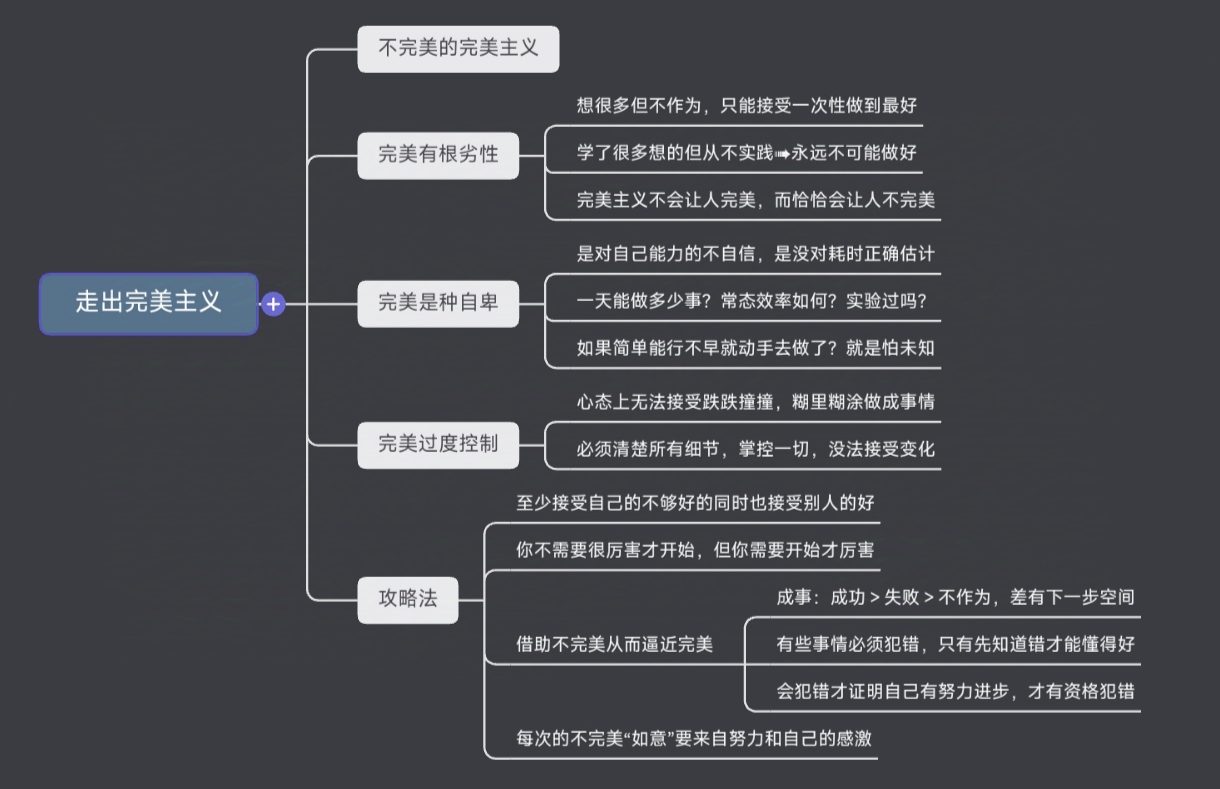 走出完美主义
不完美的完美主义
完美有根劣性
想很多但不作为，只能接受一次性做到最好
学了很多想的但从不实践➠永远不可能做好
完美主义不会让人完美，而恰恰会让人不完美
完美是种自卑
是对自己能力的不自信，是没对耗时正确估计
一天能做多少事？常态效率如何？实验过吗？
如果简单能行不早就动手去做了？就是怕未知
完美过度控制
心态上无法接受跌跌撞撞，糊里糊涂做成事情
必须清楚所有细节，掌控一切，没法接受变化
攻略法
至少接受自己的不够好的同时也接受别人的好
你不需要很厉害才开始，但你需要开始才厉害
借助不完美从而逼近完美
成事：成功 > 失败 > 不作为，差有下一步空间
有些事情必须犯错，只有先知道错才能懂得好
会犯错才证明自己有努力进步，才有资格犯错
每次的不完美“如意”要来自努力和自己的感激